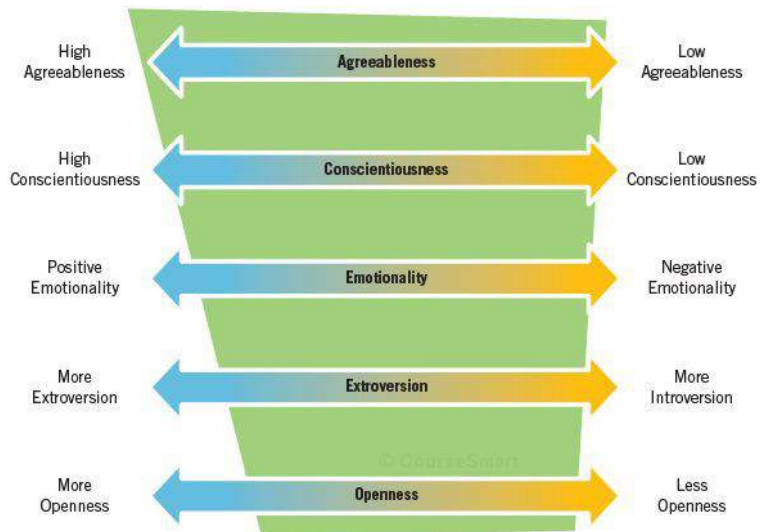 High
Agreeableness
Agreeableness
Low
Agreeableness
High
Conscientiousness
Conscientiousness
Low
Conscientiousness
Positive
Emotionality
Emotionality
Negative
Emotionality
More
Extroversion
Extroversion
More
Introversion
© CourseSmart
More
Openness
Openness
Less
Openness